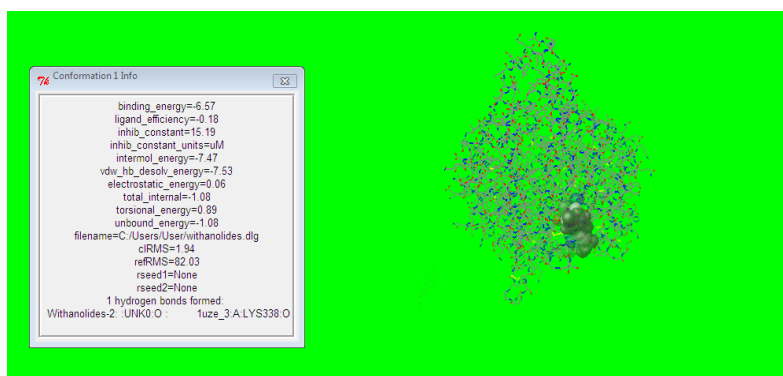 Conformation 1 Info
binding_energy=-6.57
ligand_efficiency=-0.18
inhib_constant=15.19
inhib_constant_units=uM
intermol_energy=-7.47
vdw_hb_desolv_energy=-7.53
electrostatic_energy=0.06
total_internal=-1.08
torsional_energy=0.89
unbound_energy=-1.08
filename=C:/Users/User/withanolides.dlg
clRMS=1.94
refRMS=82.03
rseed1=None
rseed2=None
1 hydrogen bonds formed:
Withanolides-2: :UNK0:O : 1uze_3:A:LYS338:O